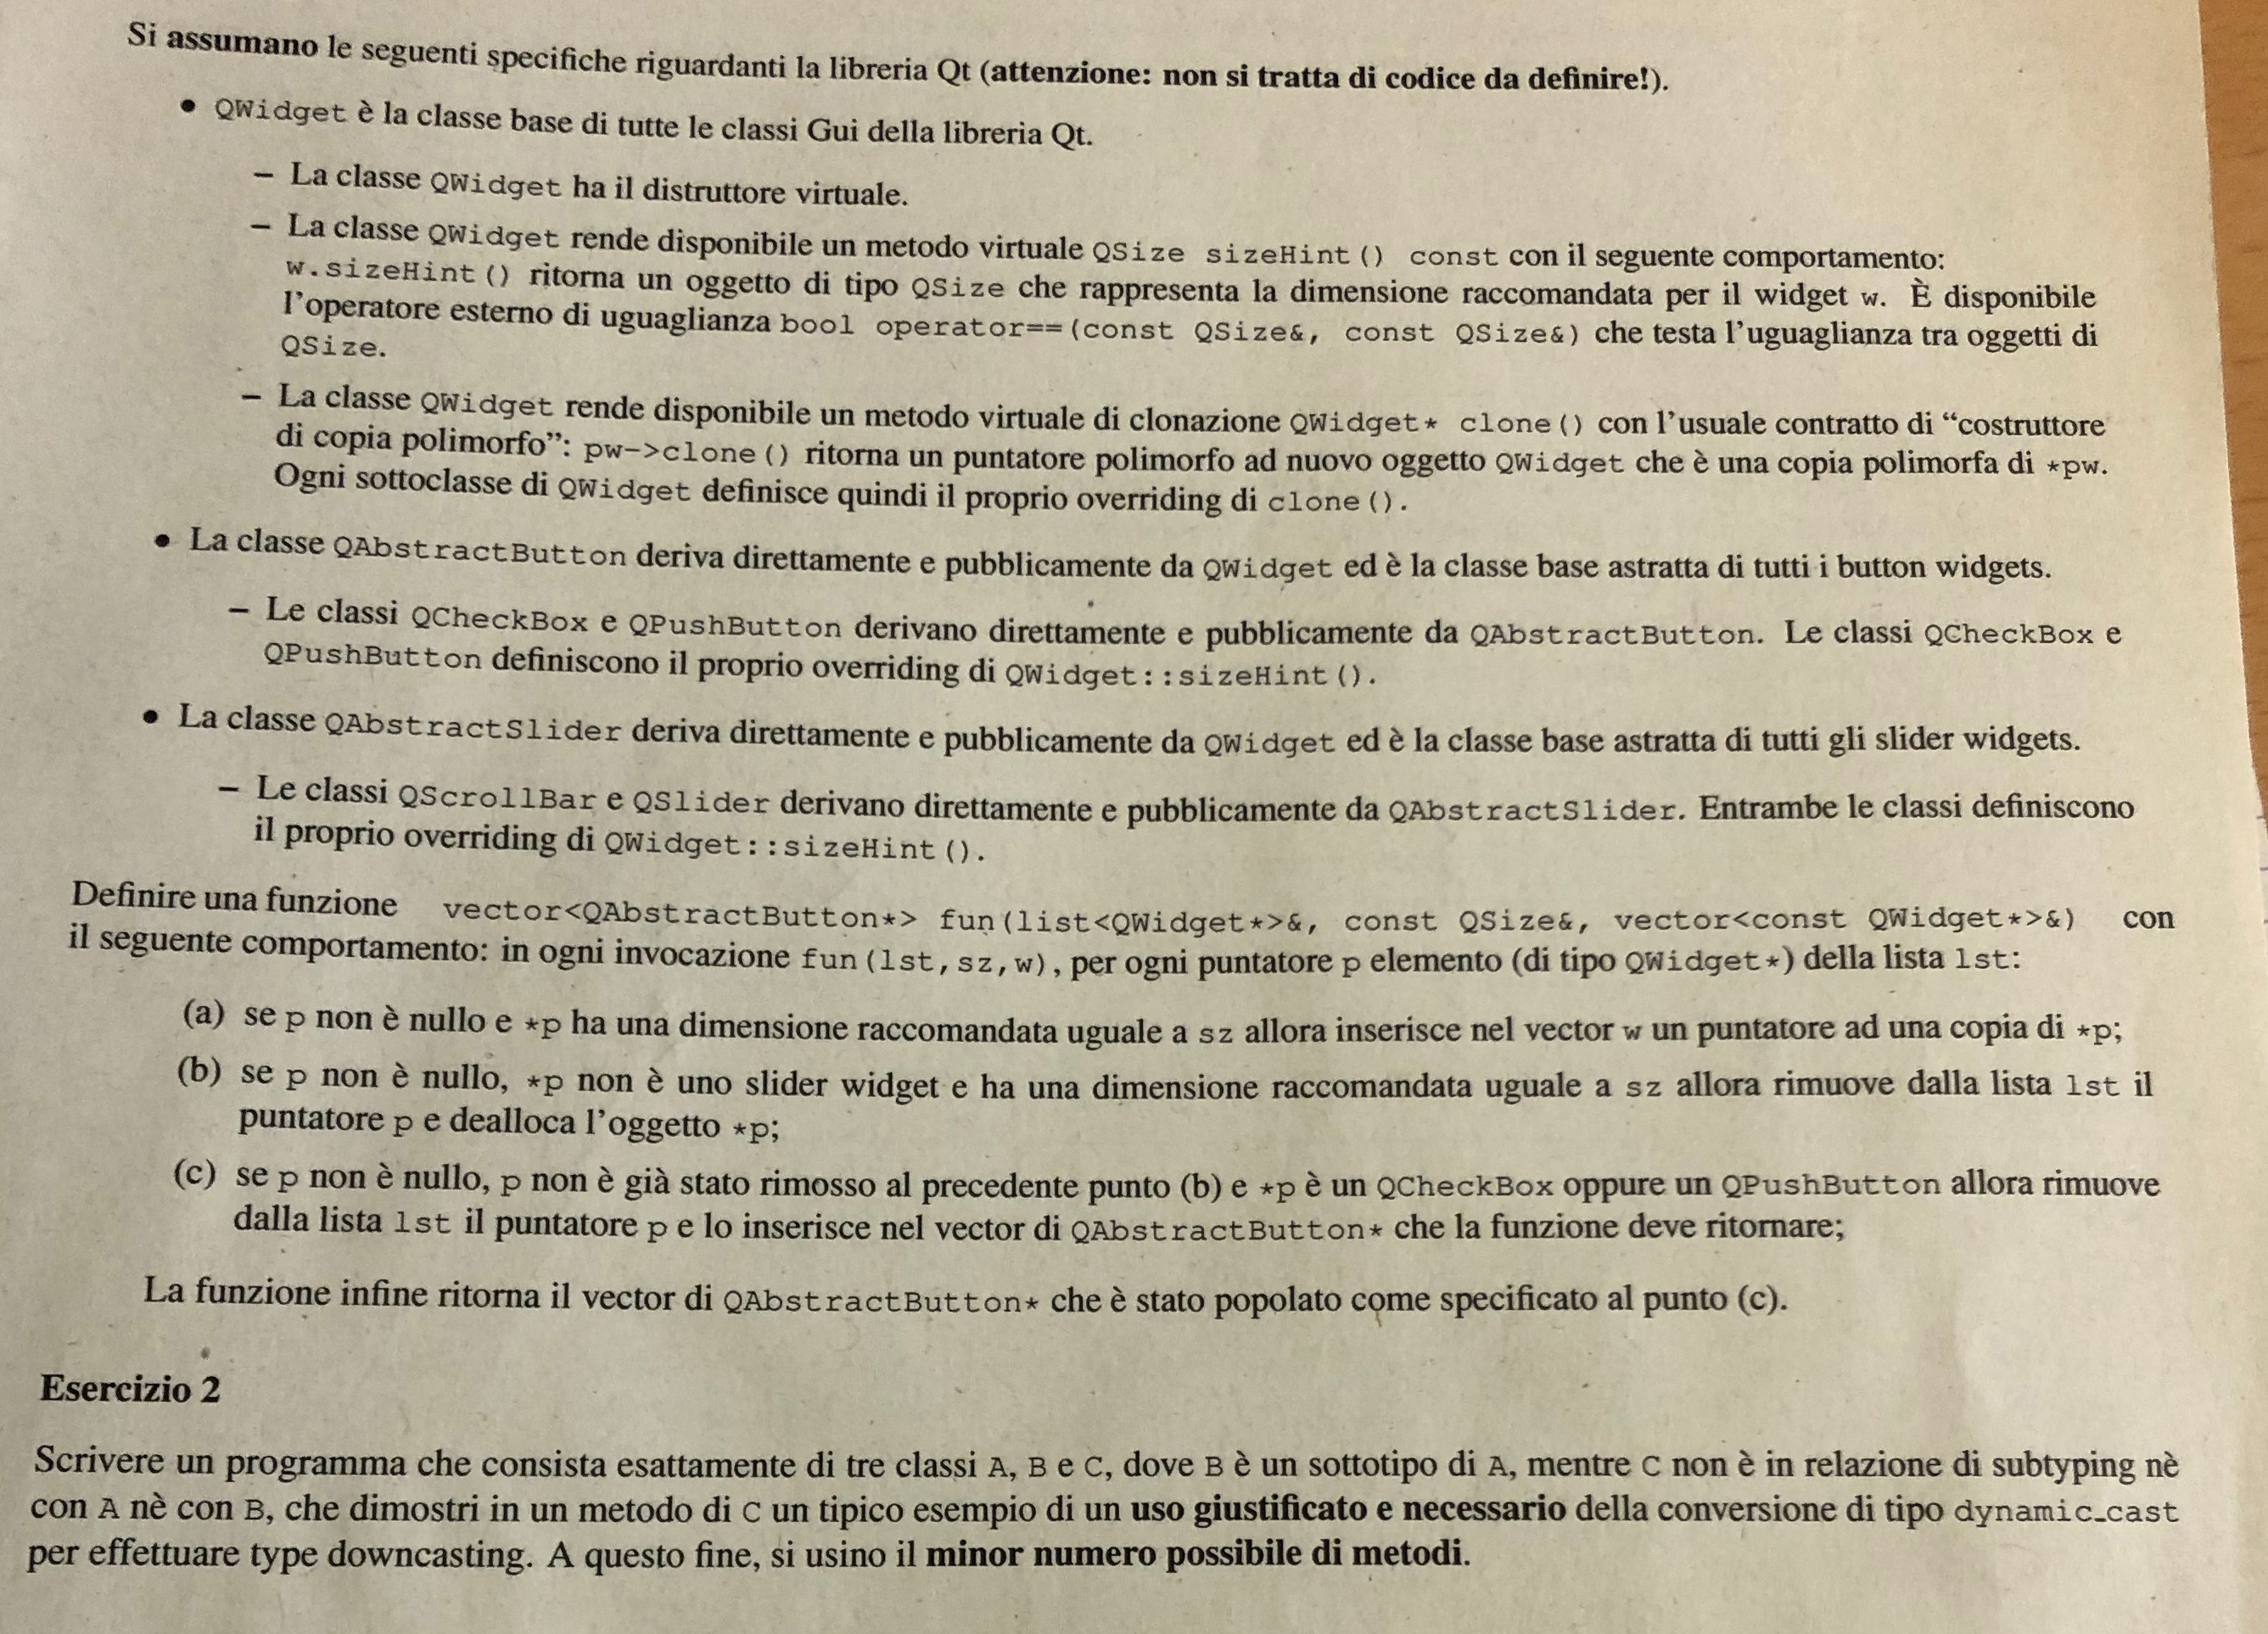 Si assumano le seguenti specifiche riguardanti la libreria Qt (attenzione: non si tratta di codice da definire!).
• QWidget è la classe base di tutte le classi Gui della libreria Qt.
– La classe QWidget ha il distruttore virtuale.
– La classe QWidget rende disponibile un metodo virtuale QSize sizeHint() const con il seguente comportamento:
w.sizeHint() ritorna un oggetto di tipo QSize che rappresenta la dimensione raccomandata per il widget w. È disponibile
l'operatore esterno di uguaglianza bool operator==(const QSize&, const QSize&) che testa l'uguaglianza tra oggetti di
QSize.
– La classe QWidget rende disponibile un metodo virtuale di clonazione QWidget* clone() con l'usuale contratto di “costruttore
di copia polimorfo”: pw->clone() ritorna un puntatore polimorfo ad nuovo oggetto QWidget che è una copia polimorfa di *pw.
Ogni sottoclasse di QWidget definisce quindi il proprio overriding di clone().
• La classe QAbstractButton deriva direttamente e pubblicamente da QWidget ed è la classe base astratta di tutti i button widgets.
– Le classi QCheckBox e QPushButton derivano direttamente e pubblicamente da QAbstractButton. Le classi QCheckBox e
QPushButton definiscono il proprio overriding di QWidget::sizeHint().
• La classe QAbstractSlider deriva direttamente e pubblicamente da QWidget ed è la classe base astratta di tutti gli slider widgets.
– Le classi QScrollBar e QSlider derivano direttamente e pubblicamente da QAbstractSlider. Entrambe le classi definiscono
il proprio overriding di QWidget::sizeHint().
Definire una funzione vector<QAbstractButton*> fun(list<QWidget*>&, const QSize&, vector<const QWidget*>&) con
il seguente comportamento: in ogni invocazione fun(lst,sz,w), per ogni puntatore p elemento (di tipo QWidget*) della lista lst:
(a) se p non è nullo e *p ha una dimensione raccomandata uguale a sz allora inserisce nel vector w un puntatore ad una copia di *p;
(b) se p non è nullo, *p non è uno slider widget e ha una dimensione raccomandata uguale a sz allora rimuove dalla lista lst il
puntatore p e dealloca l'oggetto *p;
(c) se p non è nullo, p non è già stato rimosso al precedente punto (b) e *p è un QCheckBox oppure un QPushButton allora rimuove
dalla lista lst il puntatore p e lo inserisce nel vector di QAbstractButton* che la funzione deve ritornare;
La funzione infine ritorna il vector di QAbstractButton* che è stato popolato come specificato al punto (c).
Esercizio 2
Scrivere un programma che consista esattamente di tre classi A, B e C, dove B è un sottotipo di A, mentre C non è in relazione di subtyping nè
con A nè con B, che dimostri in un metodo di C un tipico esempio di un uso giustificato e necessario della conversione di tipo dynamic_cast
per effettuare type downcasting. A questo fine, si usino il minor numero possibile di metodi.